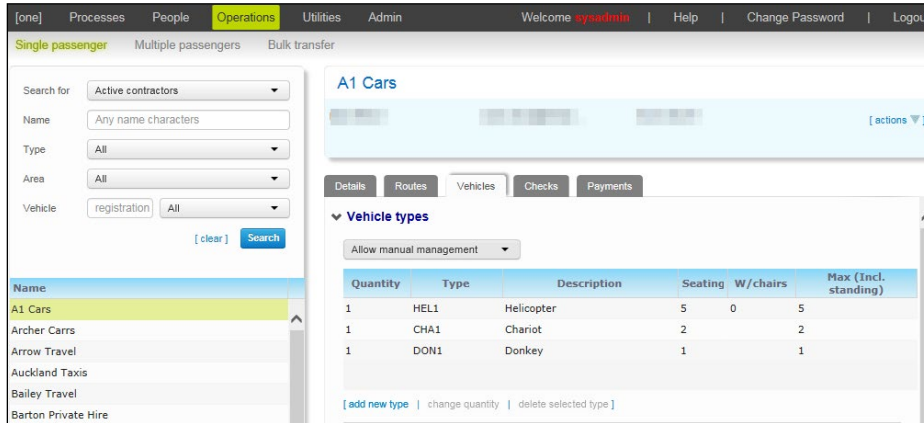 [one] Processes People Operations Utilities Admin Welcome sysadmin | Help | Change Password | Logou
Single passenger Multiple passengers Bulk transfer
Search for Active contractors
Name Any name characters
Type All
Area All
Vehicle registration All
[ clear ] Search
Name
A1 Cars
Archer Carrs
Arrow Travel
Auckland Taxis
Bailey Travel
Barton Private Hire
A1 Cars
[ actions ▼ ]
Details Routes Vehicles Checks Payments
Vehicle types
Allow manual management
Quantity Type Description Seating W/chairs Max (Incl. standing)
1 HEL1 Helicopter 5 0 5
1 CHA1 Chariot 2 2
1 DON1 Donkey 1 1
[ add new type | change quantity | delete selected type ]